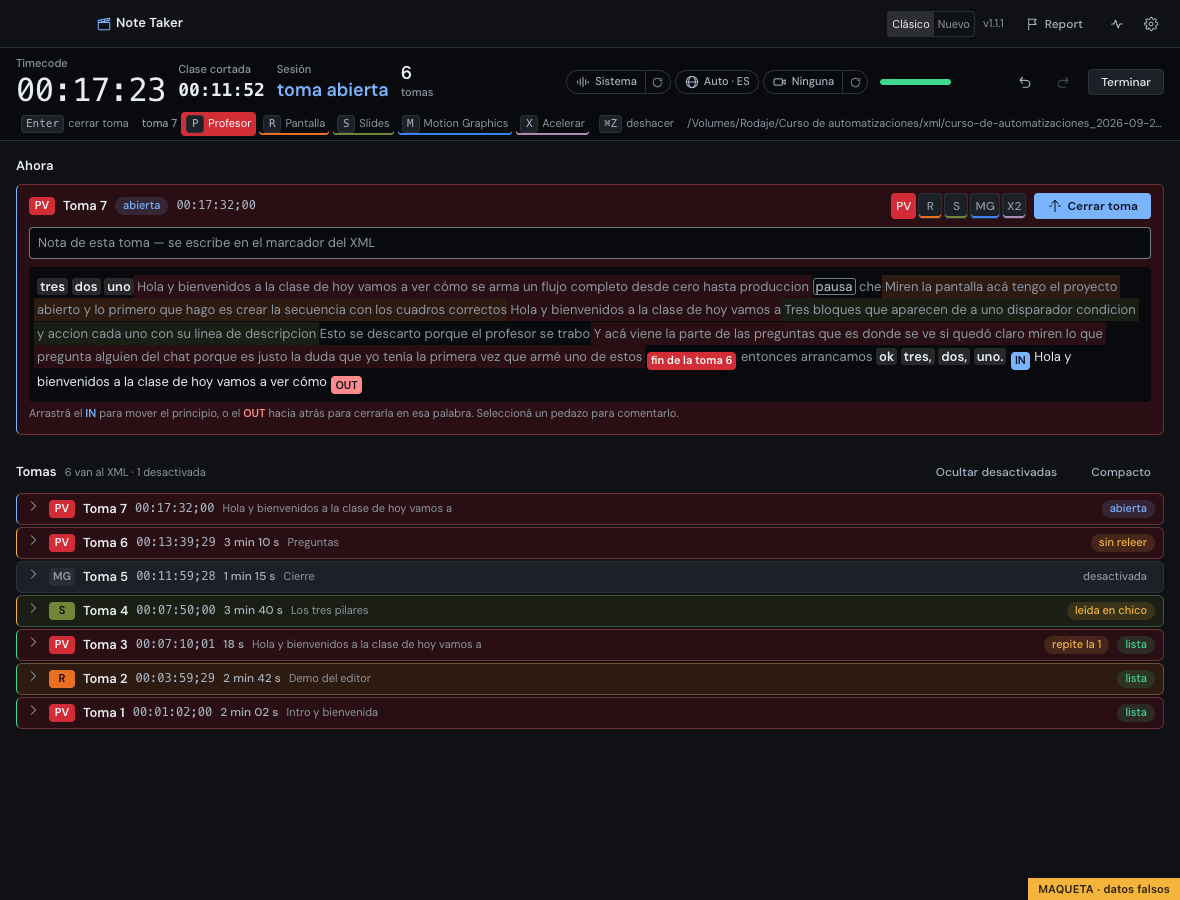 Note Taker
Clásico Nuevo v1.1.1 Report
Timecode
00:17:23
Clase cortada
00:11:52
Sesión
toma abierta
6
tomas
Sistema
Auto · ES
Ninguna
Terminar
Enter cerrar toma toma 7 P Profesor R Pantalla S Slides M Motion Graphics X Acelerar ⌘Z deshacer /Volumes/Rodaje/Curso de automatizaciones/xml/curso-de-automatizaciones_2026-09-2…
Ahora
PV Toma 7 abierta 00:17:32;00 PV R S MG X2 Cerrar toma
Nota de esta toma — se escribe en el marcador del XML
tres dos uno Hola y bienvenidos a la clase de hoy vamos a ver cómo se arma un flujo completo desde cero hasta produccion pausa che Miren la pantalla acá tengo el proyecto
abierto y lo primero que hago es crear la secuencia con los cuadros correctos Hola y bienvenidos a la clase de hoy vamos a Tres bloques que aparecen de a uno disparador condicion
y accion cada uno con su linea de descripcion Esto se descarto porque el profesor se trabo Y acá viene la parte de las preguntas que es donde se ve si quedó claro miren lo que
pregunta alguien del chat porque es justo la duda que yo tenía la primera vez que armé uno de estos fin de la toma 6 entonces arrancamos ok tres, dos, uno. IN Hola y
bienvenidos a la clase de hoy vamos a ver cómo OUT
Arrastrá el IN para mover el principio, o el OUT hacia atrás para cerrarla en esa palabra. Seleccioná un pedazo para comentarlo.
Tomas 6 van al XML · 1 desactivada Ocultar desactivadas Compacto
PV Toma 7 00:17:32;00 Hola y bienvenidos a la clase de hoy vamos a abierta
PV Toma 6 00:13:39;29 3 min 10 s Preguntas sin releer
MG Toma 5 00:11:59;28 1 min 15 s Cierre desactivada
S Toma 4 00:07:50;00 3 min 40 s Los tres pilares leída en chico
PV Toma 3 00:07:10;01 18 s Hola y bienvenidos a la clase de hoy vamos a repite la 1 lista
R Toma 2 00:03:59;29 2 min 42 s Demo del editor lista
PV Toma 1 00:01:02;00 2 min 02 s Intro y bienvenida lista
MAQUETA · datos falsos